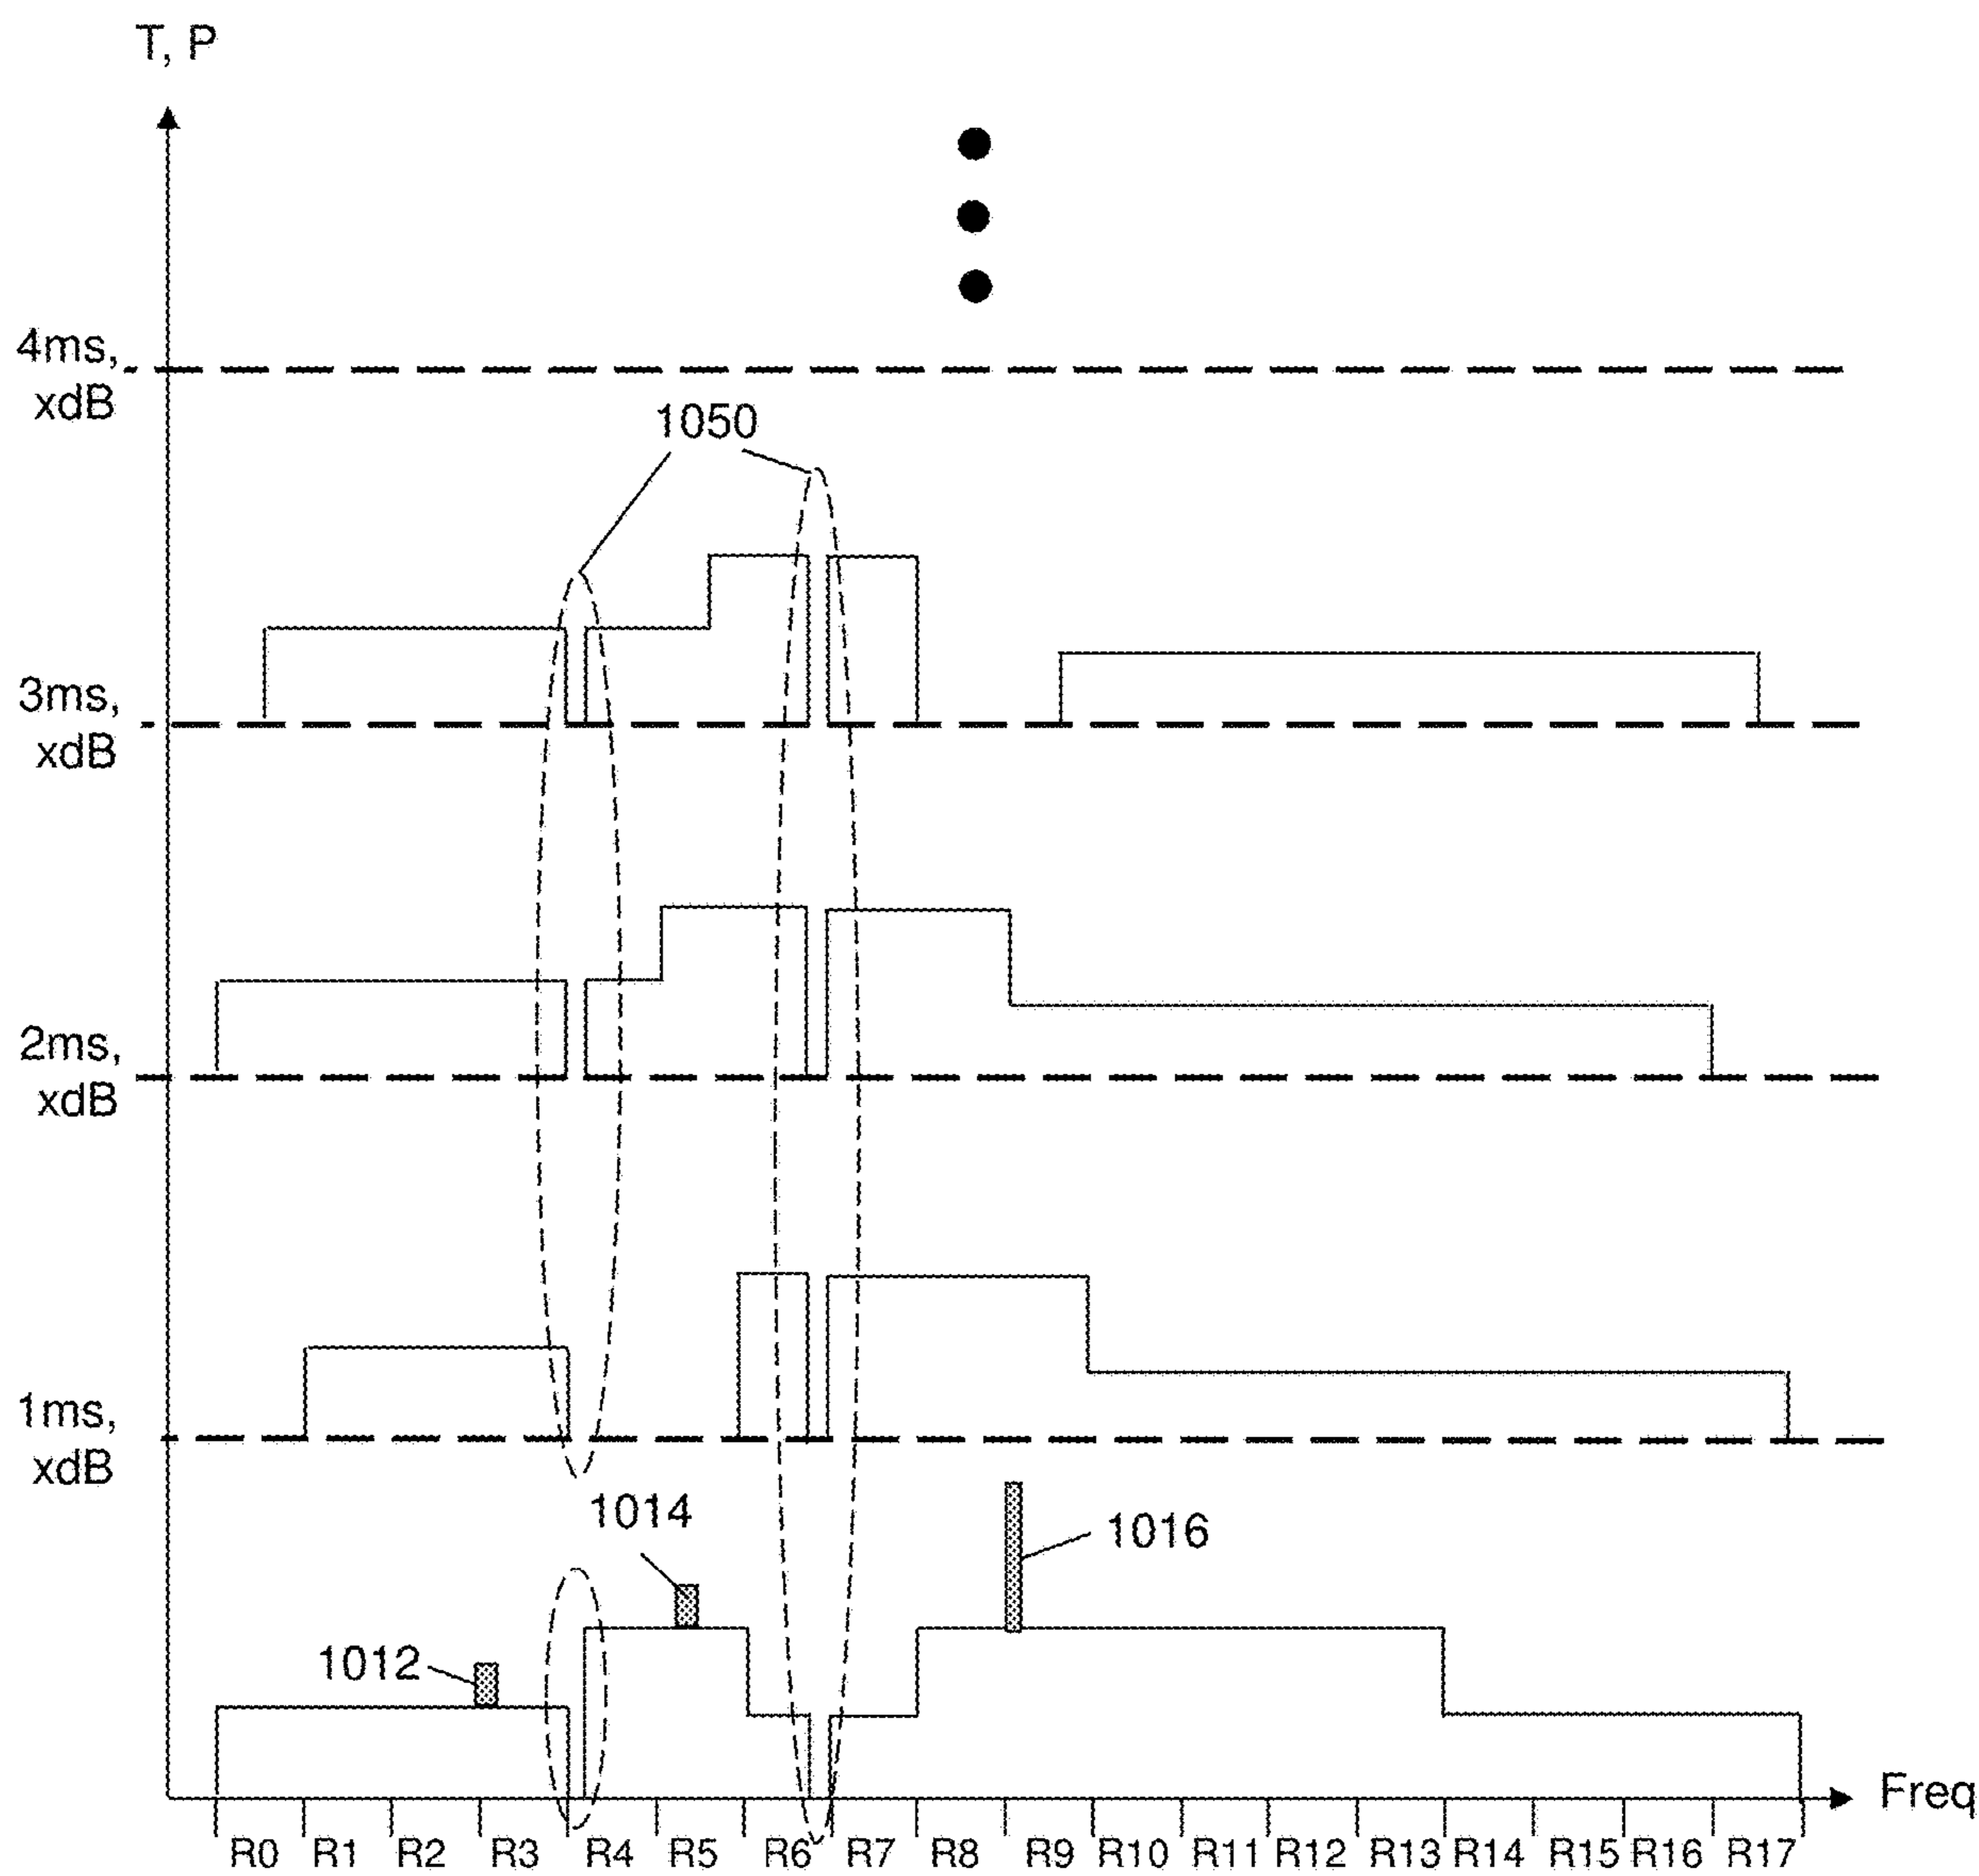 T, P
4ms,
xdB
1050
3ms,
xdB
2ms,
xdB
1ms,
xdB
1014
1016
1012
Freq
R0 R1 R2 R3 R4 R5 R6 R7 R8 R9 R10 R11 R12 R13 R14 R15 R16 R17